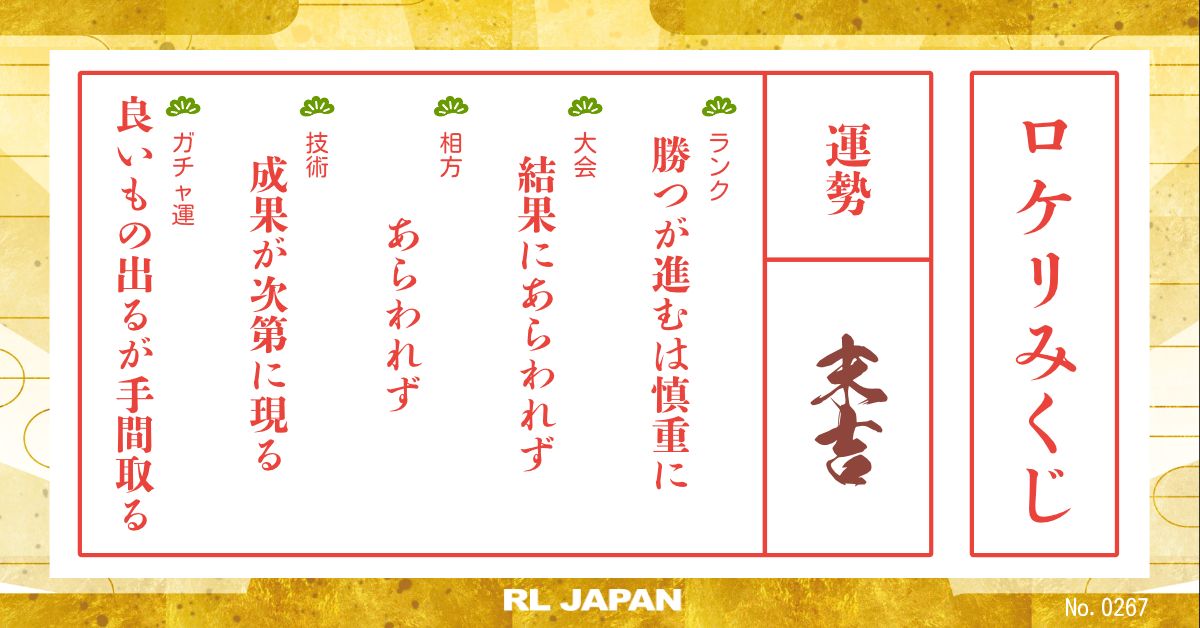 ロケリみくじ
運勢
末吉
ランク
勝つが進むは慎重に
大会
結果にあらわれず
相方
あらわれず
技術
成果が次第に現る
ガチャ運
良いもの出るが手間取る
RL JAPAN
No. 0267